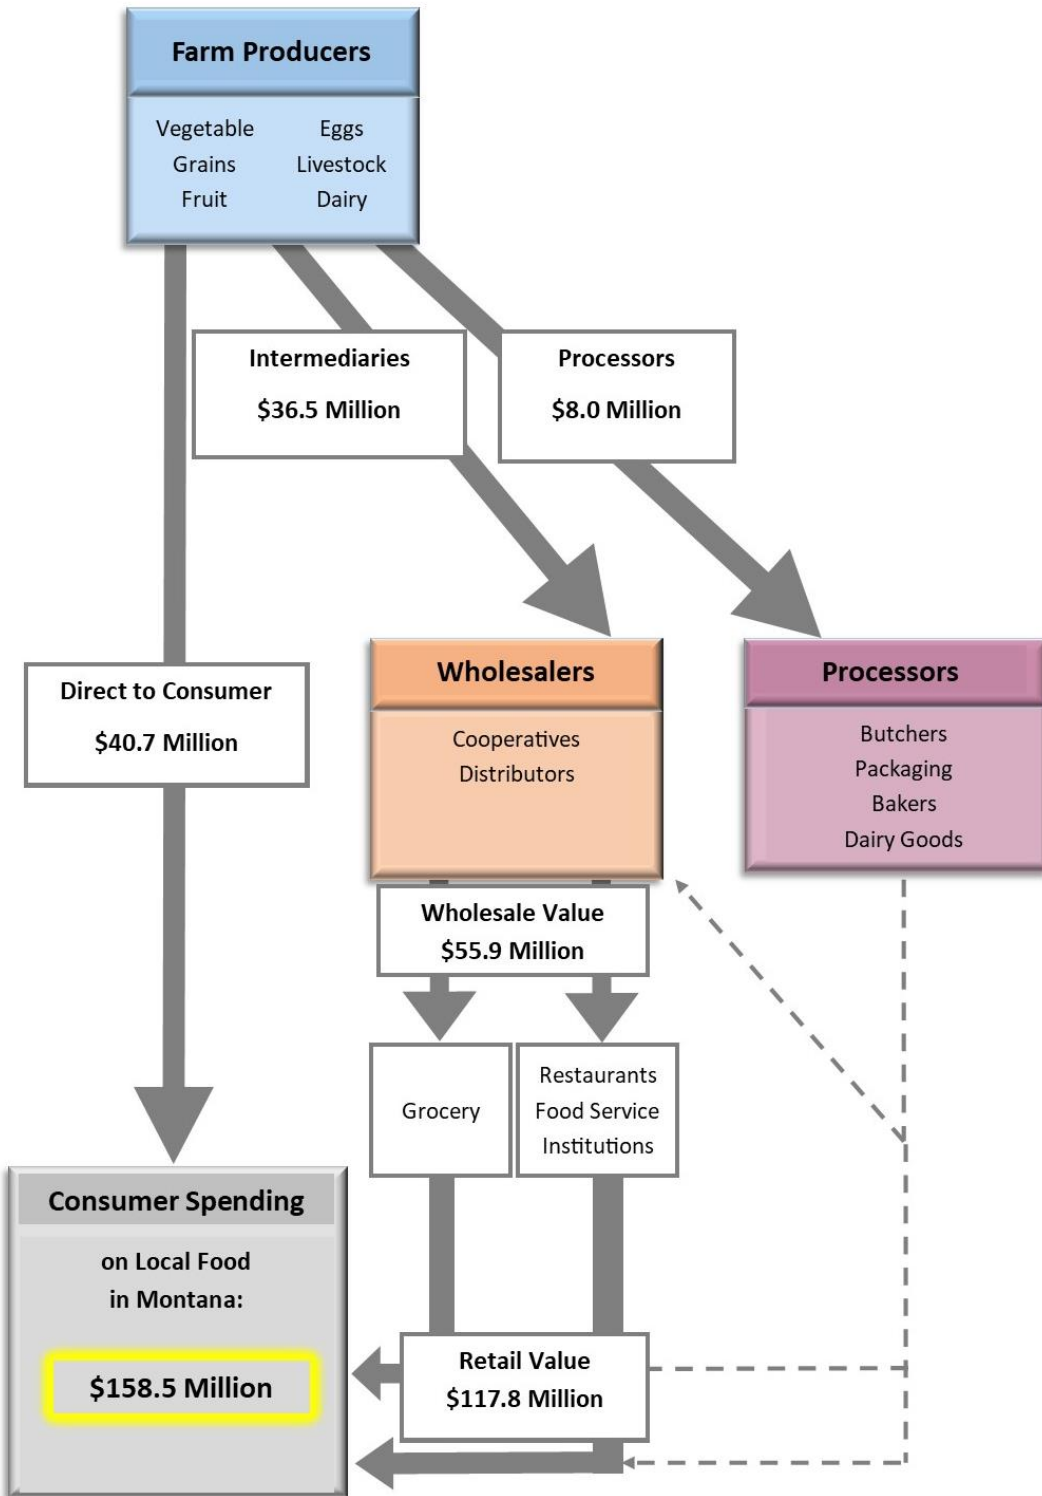 Farm Producers
Vegetable
Grains
Fruit
Eggs
Livestock
Dairy
Intermediaries
$36.5 Million
Processors
$8.0 Million
Direct to Consumer
$40.7 Million
Wholesalers
Cooperatives
Distributors
Processors
Butchers
Packaging
Bakers
Dairy Goods
Wholesale Value
$55.9 Million
Grocery
Restaurants
Food Service
Institutions
Consumer Spending
on Local Food
in Montana:
$158.5 Million
Retail Value
$117.8 Million